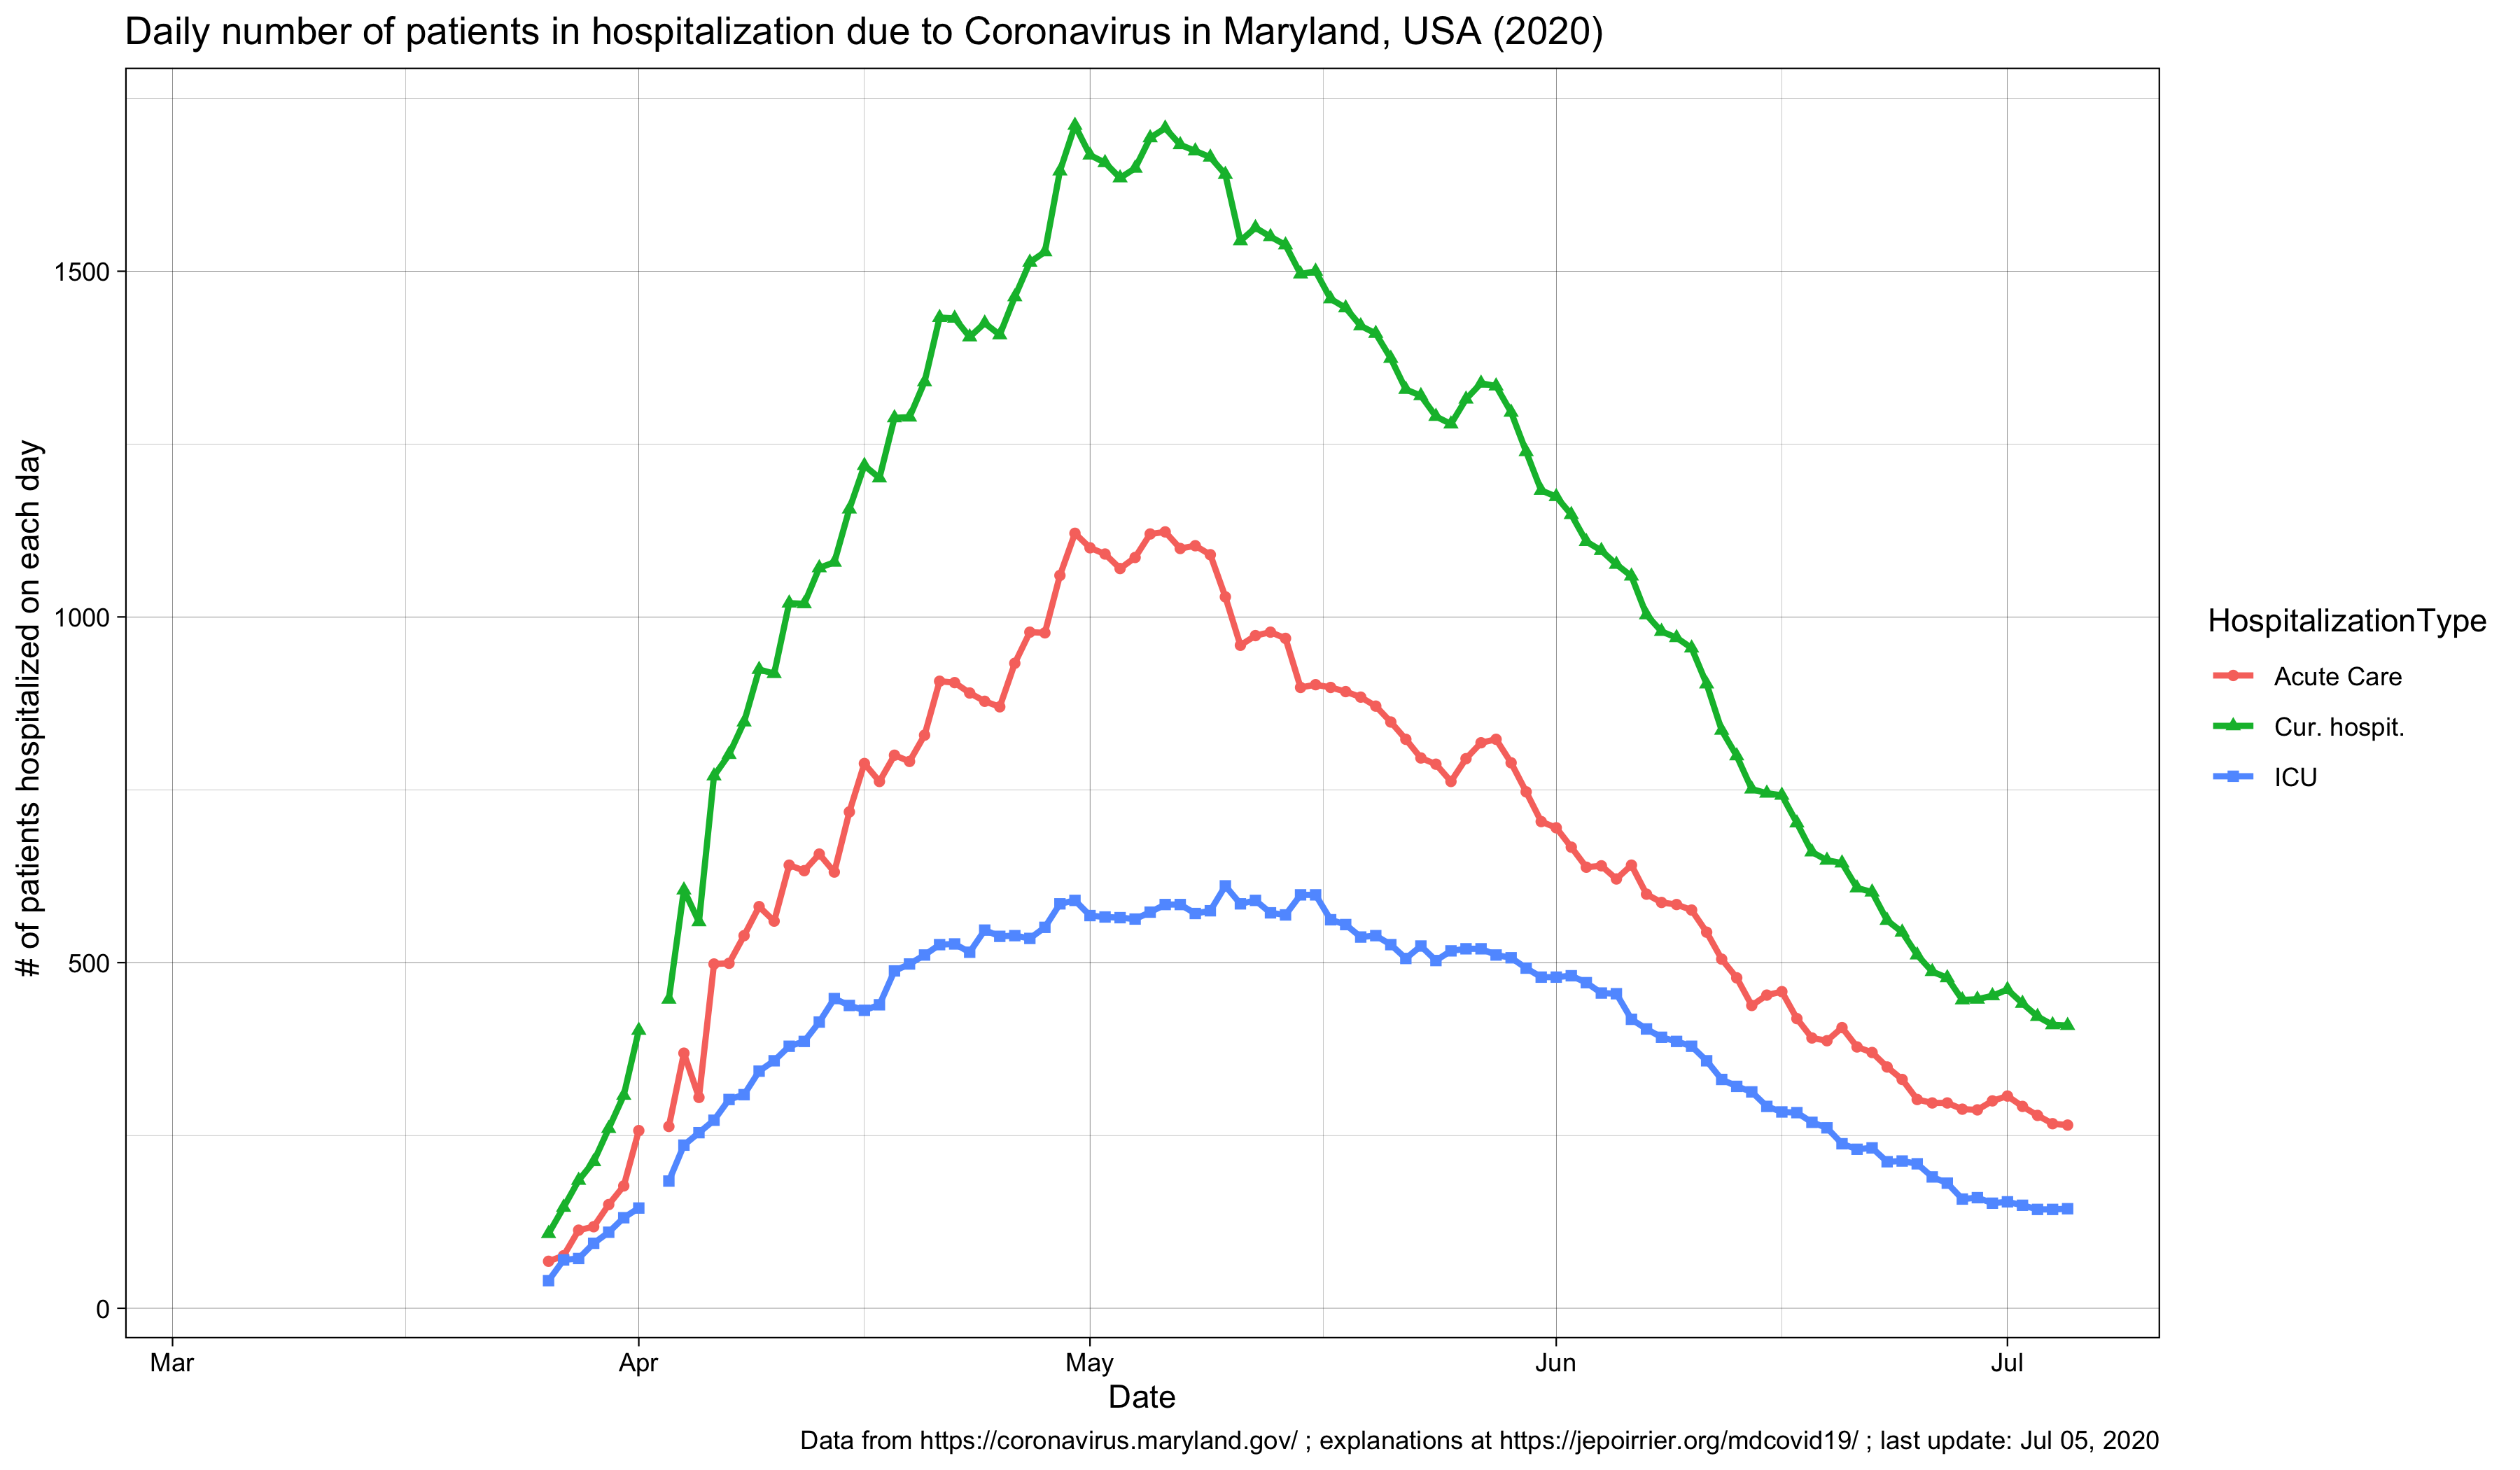 Daily number of patients in hospitalization due to Coronavirus in Maryland, USA (2020)
# of patients hospitalized on each day
1500
1000
500
0
Mar Apr May Jun Jul
Date
HospitalizationType
Acute Care
Cur. hospit.
ICU
Data from https://coronavirus.maryland.gov/ ; explanations at https://jepoirrier.org/mdcovid19/ ; last update: Jul 05, 2020